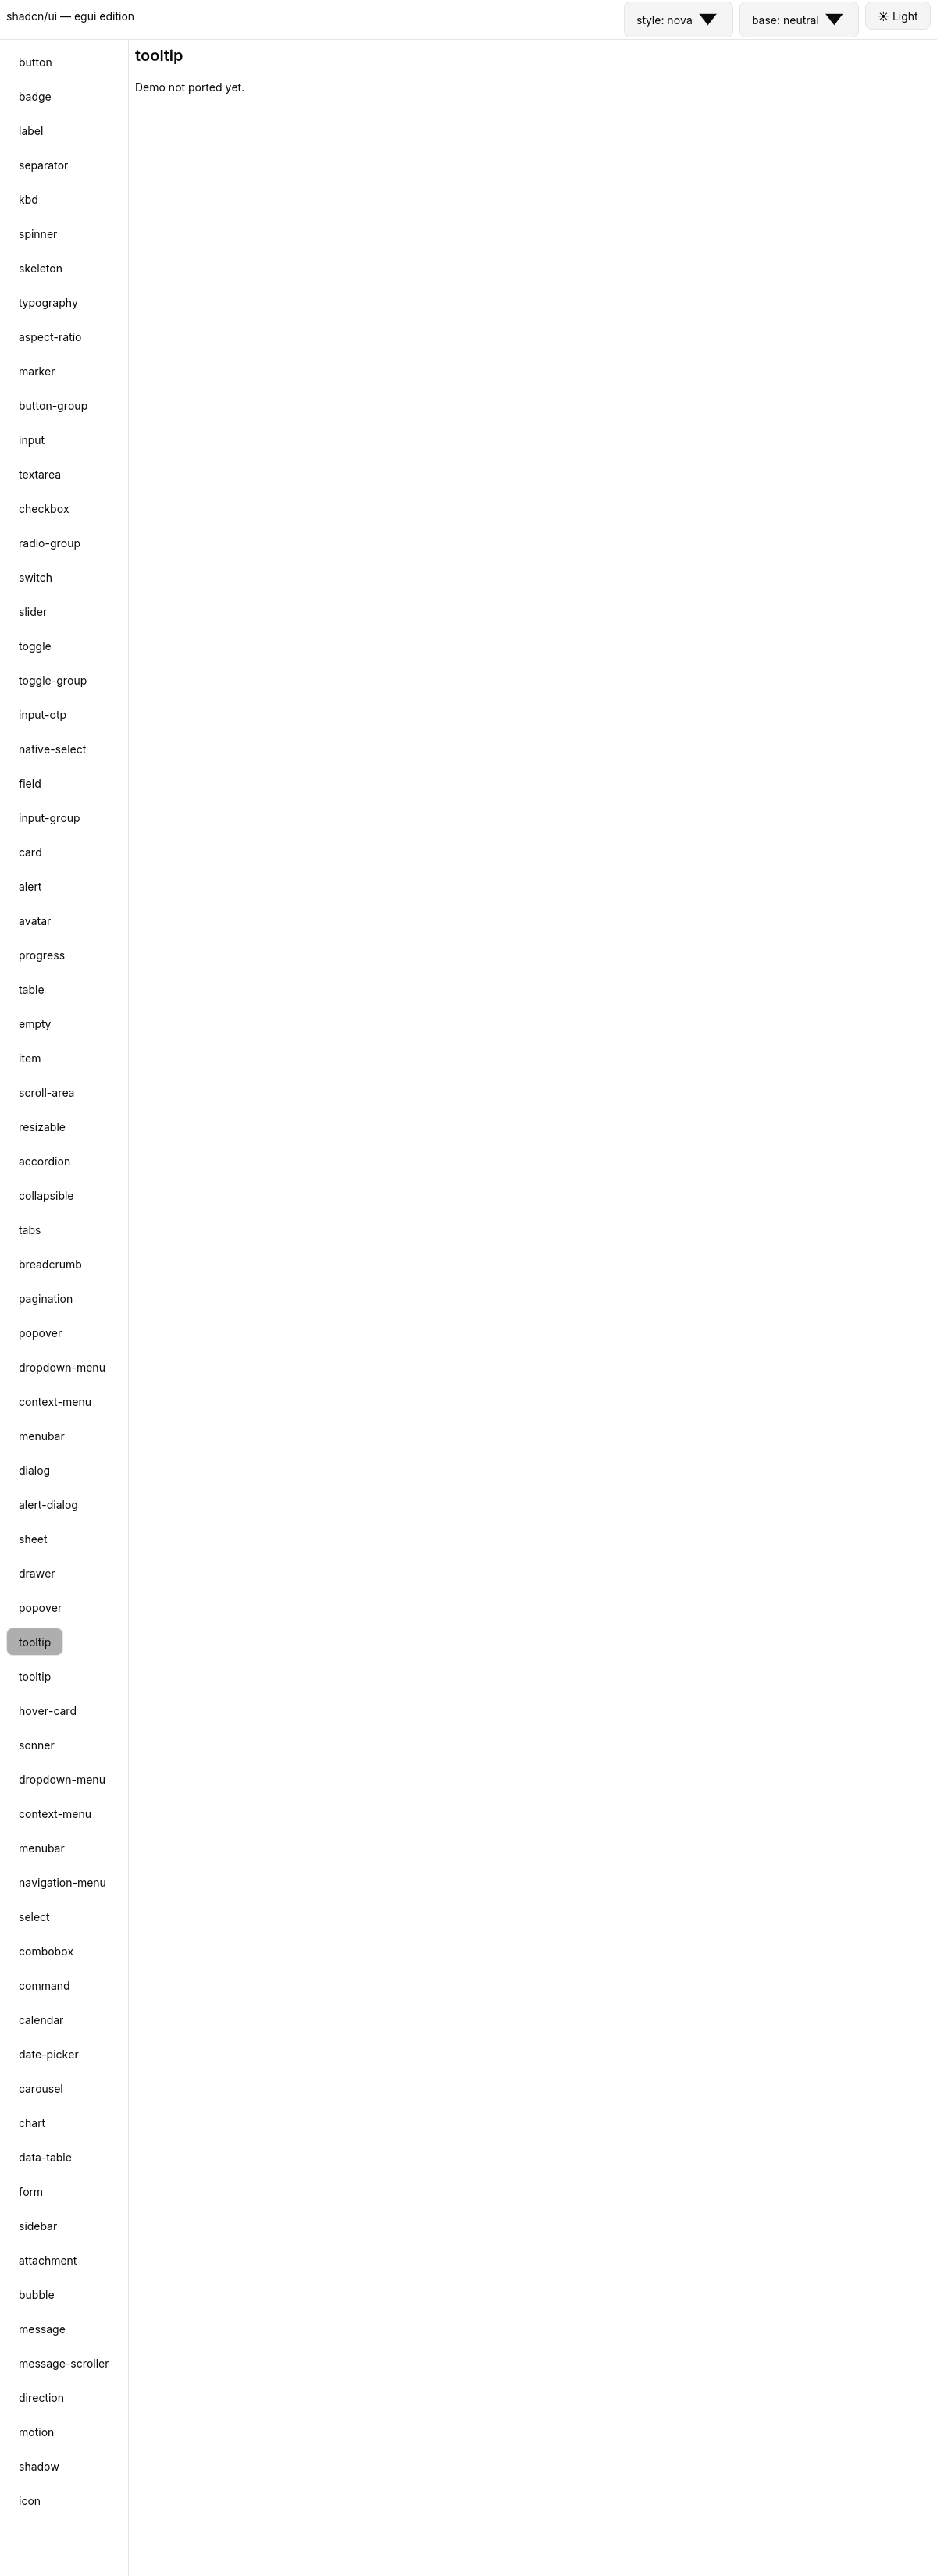 shadcn/ui — egui edition
style: nova
base: neutral
☀ Light
button
badge
label
separator
kbd
spinner
skeleton
typography
aspect-ratio
marker
button-group
input
textarea
checkbox
radio-group
switch
slider
toggle
toggle-group
input-otp
native-select
field
input-group
card
alert
avatar
progress
table
empty
item
scroll-area
resizable
accordion
collapsible
tabs
breadcrumb
pagination
popover
dropdown-menu
context-menu
menubar
dialog
alert-dialog
sheet
drawer
popover
tooltip
tooltip
hover-card
sonner
dropdown-menu
context-menu
menubar
navigation-menu
select
combobox
command
calendar
date-picker
carousel
chart
data-table
form
sidebar
attachment
bubble
message
message-scroller
direction
motion
shadow
icon
tooltip
Demo not ported yet.